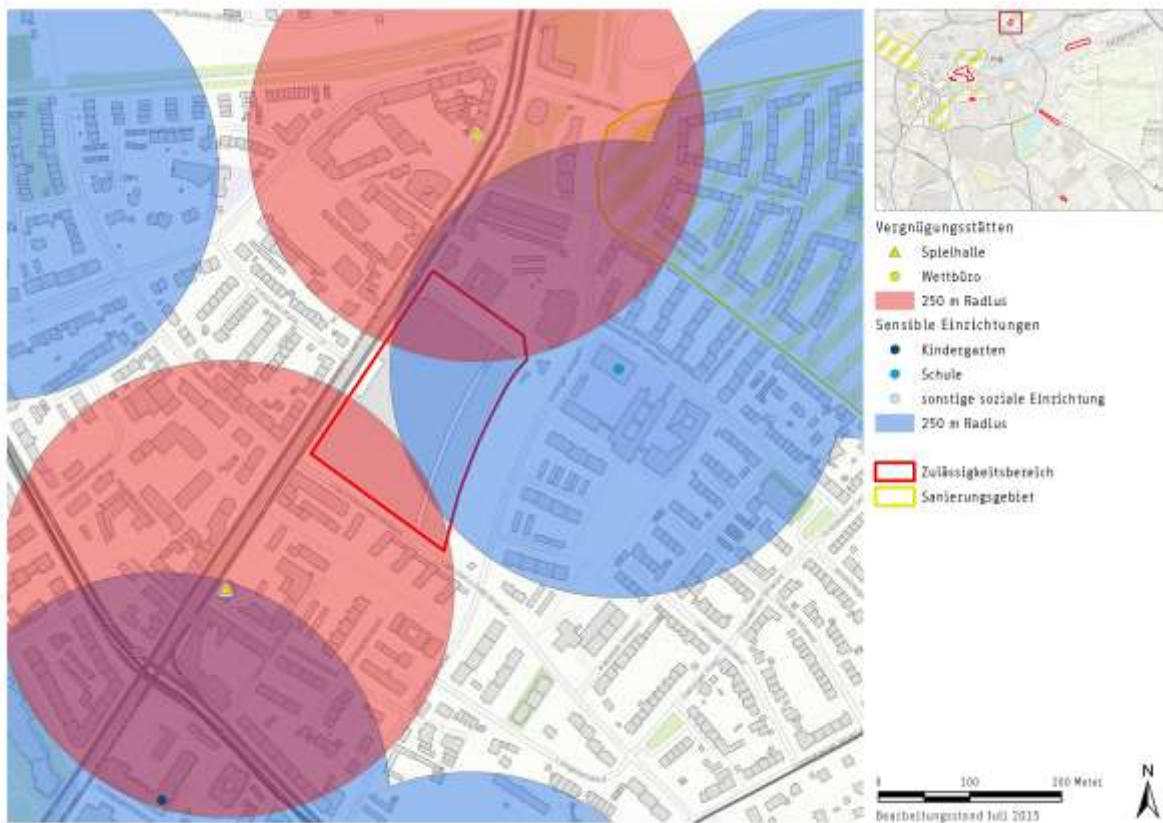 Vergnügungsstätten
Spielhalle
Wettbüro
250 m Radius
Sensible Einrichtungen
Kindergarten
Schule
sonstige soziale Einrichtung
250 m Radius
Zulässigkeitsbereich
Sanierungsgebiet
0 100 200 Meter
N
Bearbeitungsstand Juli 2015